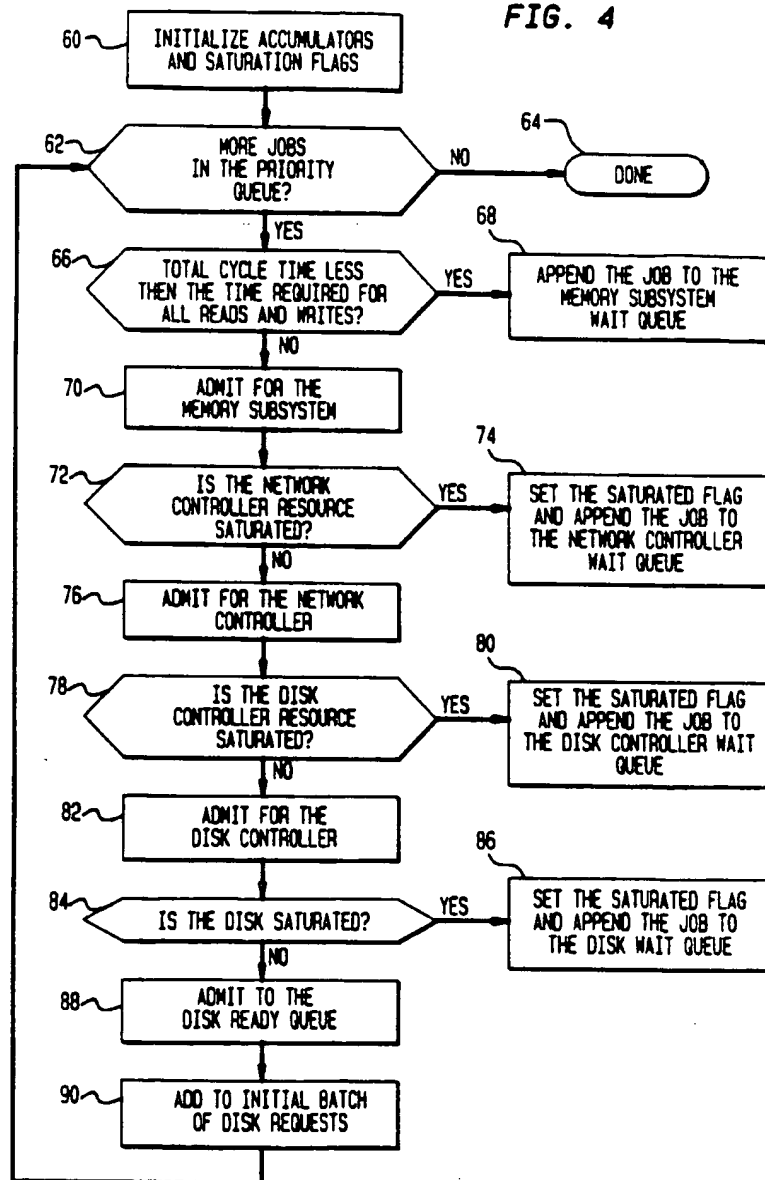 FIG. 4
60
INITIALIZE ACCUMULATORS
AND SATURATION FLAGS
62
MORE JOBS
IN THE PRIORITY
QUEUE?
NO
64
DONE
YES
66
TOTAL CYCLE TIME LESS
THEN THE TIME REQUIRED FOR
ALL READS AND WRITES?
YES
68
APPEND THE JOB TO THE
MEMORY SUBSYSTEM
WAIT QUEUE
NO
70
ADMIT FOR THE
MEMORY SUBSYSTEM
72
IS THE NETWORK
CONTROLLER RESOURCE
SATURATED?
YES
74
SET THE SATURATED FLAG
AND APPEND THE JOB TO
THE NETWORK CONTROLLER
WAIT QUEUE
NO
76
ADMIT FOR THE NETWORK
CONTROLLER
78
IS THE DISK
CONTROLLER RESOURCE
SATURATED?
YES
80
SET THE SATURATED FLAG
AND APPEND THE JOB TO
THE DISK CONTROLLER WAIT
QUEUE
NO
82
ADMIT FOR THE
DISK CONTROLLER
84
IS THE DISK SATURATED?
YES
86
SET THE SATURATED FLAG
AND APPEND THE JOB TO
THE DISK WAIT QUEUE
NO
88
ADMIT TO THE
DISK READY QUEUE
90
ADD TO INITIAL BATCH
OF DISK REQUESTS